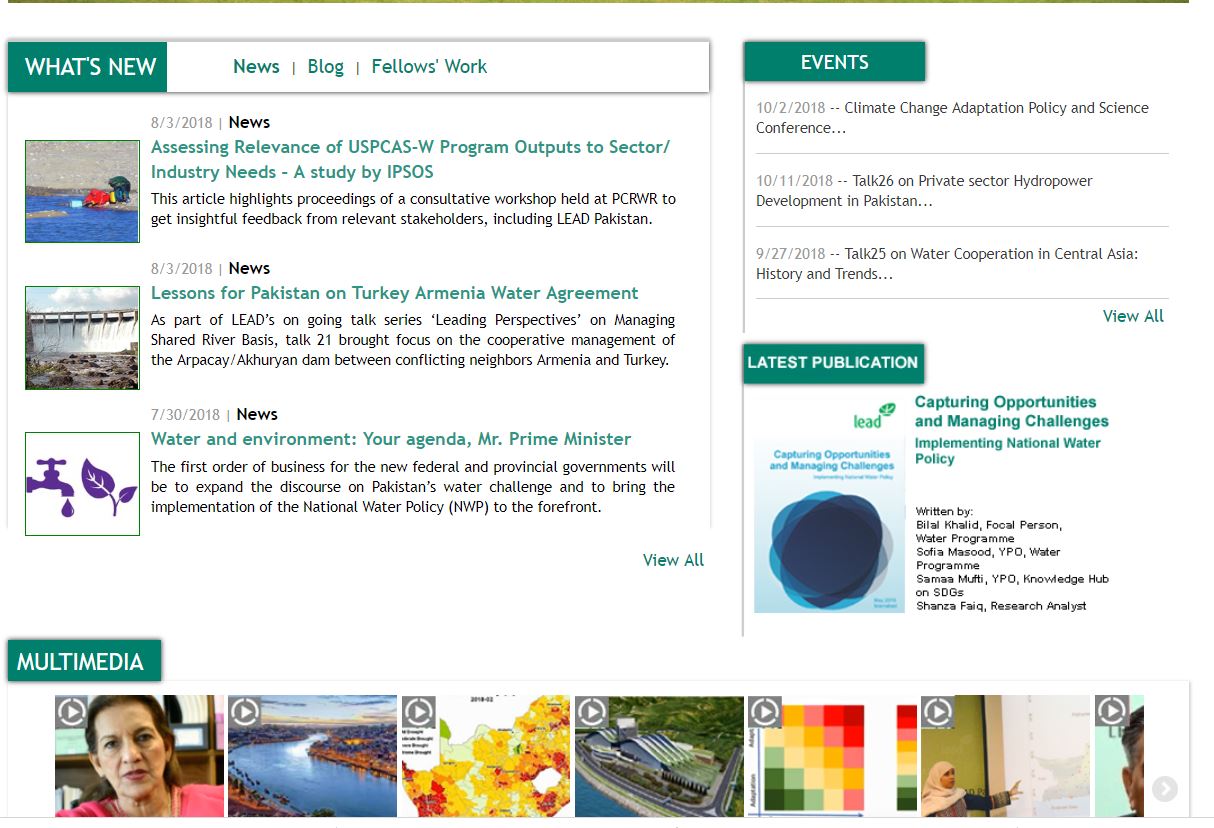 WHAT'S NEW
News | Blog | Fellows' Work
8/3/2018 | News
Assessing Relevance of USPCAS-W Program Outputs to Sector/
Industry Needs – A study by IPSOS
This article highlights proceedings of a consultative workshop held at PCRWR to
get insightful feedback from relevant stakeholders, including LEAD Pakistan.
8/3/2018 | News
Lessons for Pakistan on Turkey Armenia Water Agreement
As part of LEAD’s on going talk series ‘Leading Perspectives’ on Managing
Shared River Basis, talk 21 brought focus on the cooperative management of
the Arpacay/Akhuryan dam between conflicting neighbors Armenia and Turkey.
7/30/2018 | News
Water and environment: Your agenda, Mr. Prime Minister
The first order of business for the new federal and provincial governments will
be to expand the discourse on Pakistan’s water challenge and to bring the
implementation of the National Water Policy (NWP) to the forefront.
View All
EVENTS
10/2/2018 -- Climate Change Adaptation Policy and Science
Conference...
10/11/2018 -- Talk26 on Private sector Hydropower
Development in Pakistan...
9/27/2018 -- Talk25 on Water Cooperation in Central Asia:
History and Trends...
View All
LATEST PUBLICATION
lead
Capturing Opportunities
and Managing Challenges
Implementing National Water Policy
May 2018
Islamabad
Capturing Opportunities
and Managing Challenges
Implementing National Water
Policy
Written by:
Bilal Khalid, Focal Person,
Water Programme
Sofia Masood, YPO, Water
Programme
Samaa Mufti, YPO, Knowledge Hub
on SDGs
Shanza Faiq, Research Analyst
MULTIMEDIA
2018-02
Adaptation